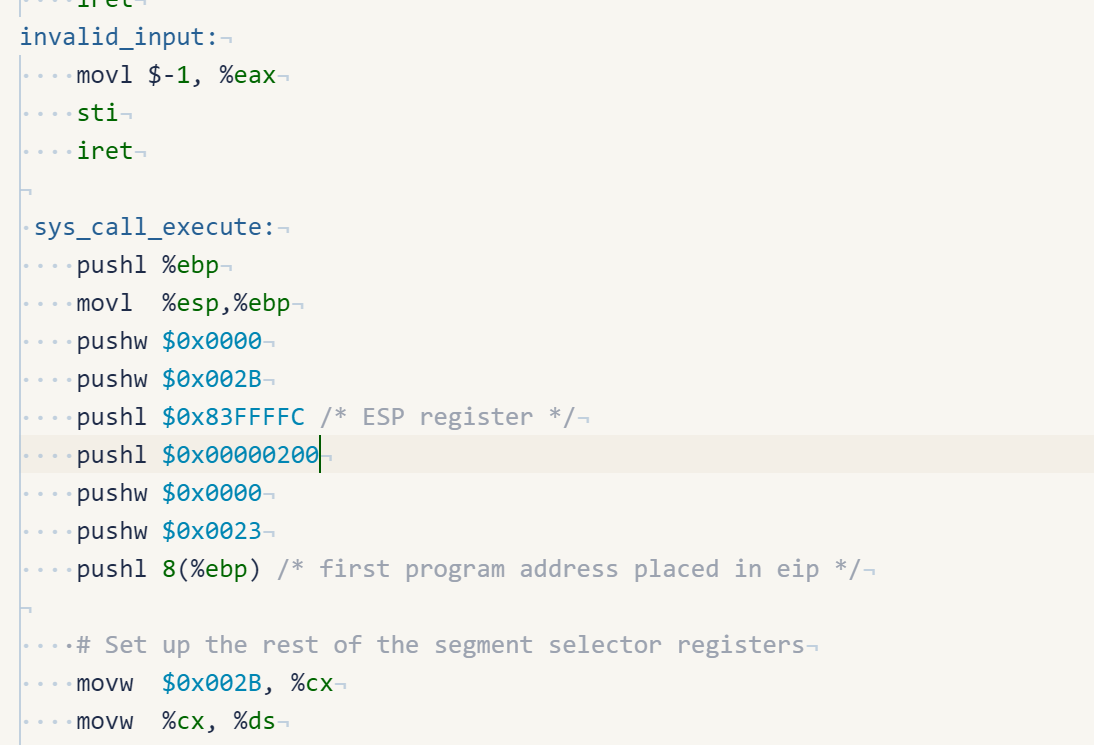 iret
invalid_input:
movl $-1, %eax
sti
iret
sys_call_execute:
pushl %ebp
movl  %esp,%ebp
pushw $0x0000
pushw $0x002B
pushl $0x83FFFFC /* ESP register */
pushl $0x00000200
pushw $0x0000
pushw $0x0023
pushl 8(%ebp) /* first program address placed in eip */
# Set up the rest of the segment selector registers
movw  $0x002B, %cx
movw  %cx, %ds